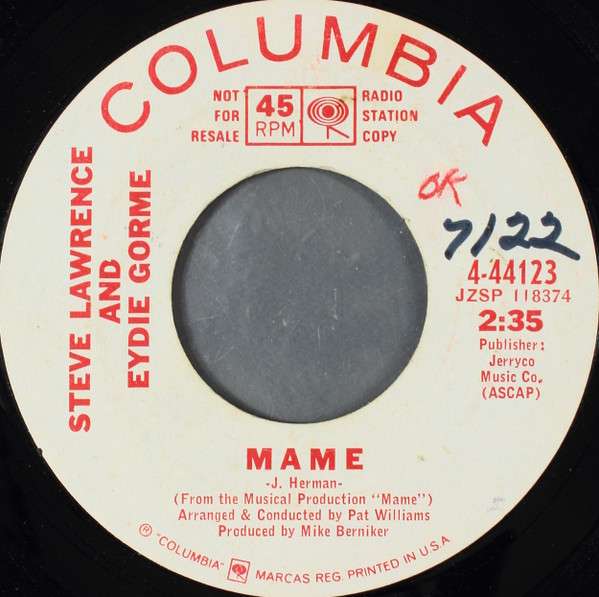 COLUMBIA
NOT
FOR
RESALE
45
RPM
RADIO
STATION
COPY
STEVE LAWRENCE
AND
EYDIE GORME
OK
7122
4-44123
JZSP 118374
2:35
Publisher:
Jerryco
Music Co.
(ASCAP)
MAME
-J. Herman-
(From the Musical Production "Mame")
Arranged & Conducted by Pat Williams
Produced by Mike Berniker
Ⓟ "COLUMBIA" MARCAS REG. PRINTED IN U.S.A